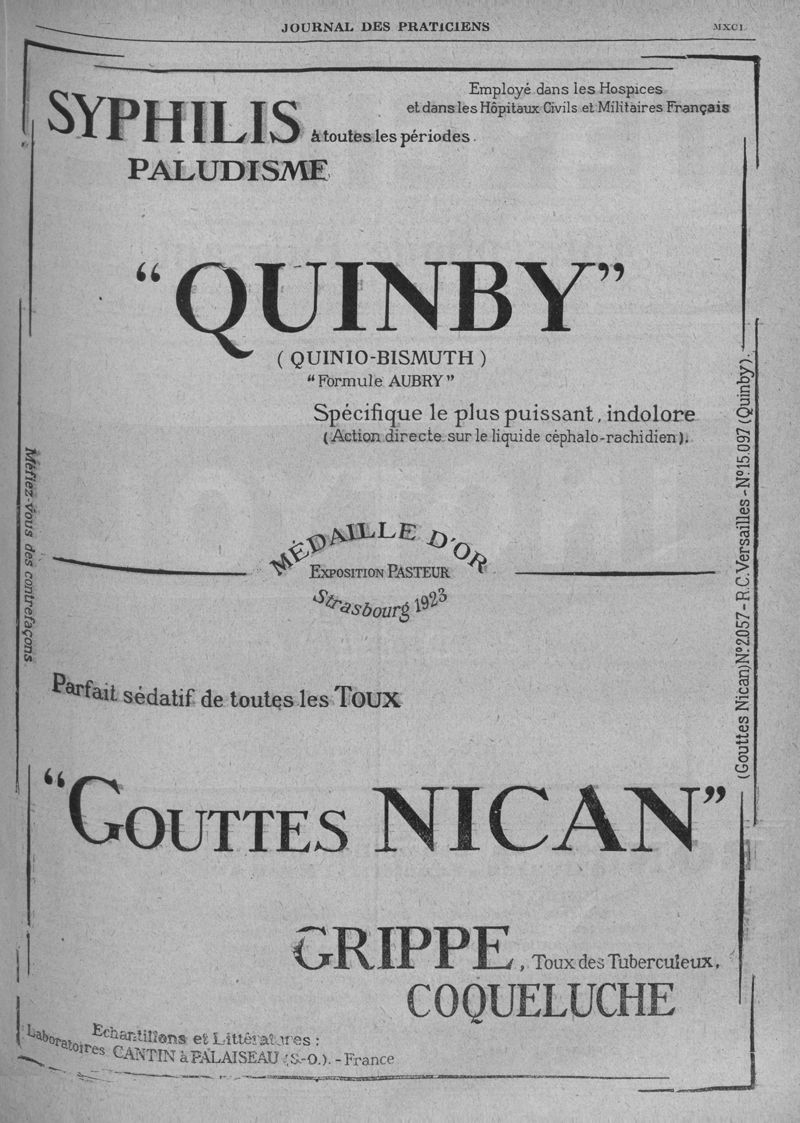 JOURNAL DES PRATICIENS
MXCI.
Employé dans les Hospices
et dans les Hôpitaux Civils et Militaires Français
SYPHILIS à toutes les périodes.
PALUDISME
“QUINBY”
( QUINIO-BISMUTH )
“Formule AUBRY”
Spécifique le plus puissant, indolore
(Action directe sur le liquide céphalo-rachidien).
Méfiez-vous des contrefaçons.
MÉDAILLE D'OR
EXPOSITION PASTEUR
Strasbourg 1923
(Gouttes Nican) No.2057 - R.C.Versailles - No.15.097 (Quinby).
Parfait sédatif de toutes les TOUX
“GOUTTES NICAN”
GRIPPE, Toux des Tuberculeux,
COQUELUCHE
Echantillons et Littératures :
Laboratoires CANTIN à PALAISEAU (S.-O.). - France